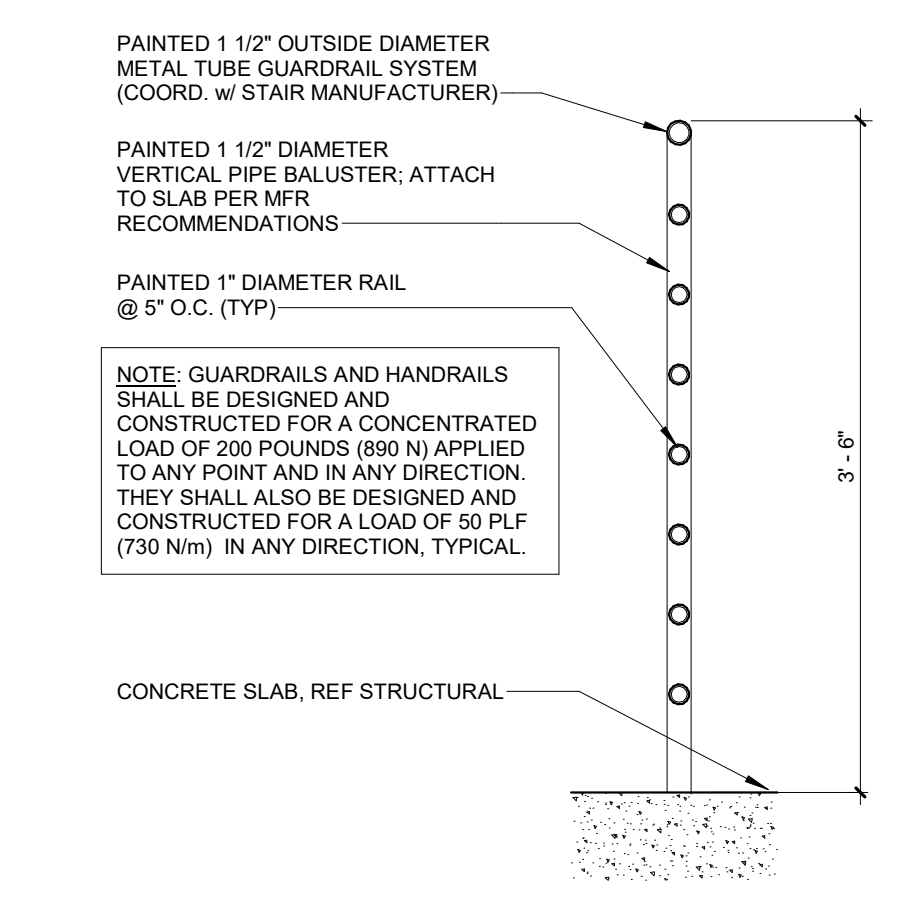 PAINTED 1 1/2" OUTSIDE DIAMETER
METAL TUBE GUARDRAIL SYSTEM
(COORD. w/ STAIR MANUFACTURER)
PAINTED 1 1/2" DIAMETER
VERTICAL PIPE BALUSTER; ATTACH
TO SLAB PER MFR
RECOMMENDATIONS
PAINTED 1" DIAMETER RAIL
@ 5" O.C. (TYP)
NOTE: GUARDRAILS AND HANDRAILS
SHALL BE DESIGNED AND
CONSTRUCTED FOR A CONCENTRATED
LOAD OF 200 POUNDS (890 N) APPLIED
TO ANY POINT AND IN ANY DIRECTION.
THEY SHALL ALSO BE DESIGNED AND
CONSTRUCTED FOR A LOAD OF 50 PLF
(730 N/m) IN ANY DIRECTION, TYPICAL.
3' - 6"
CONCRETE SLAB, REF STRUCTURAL